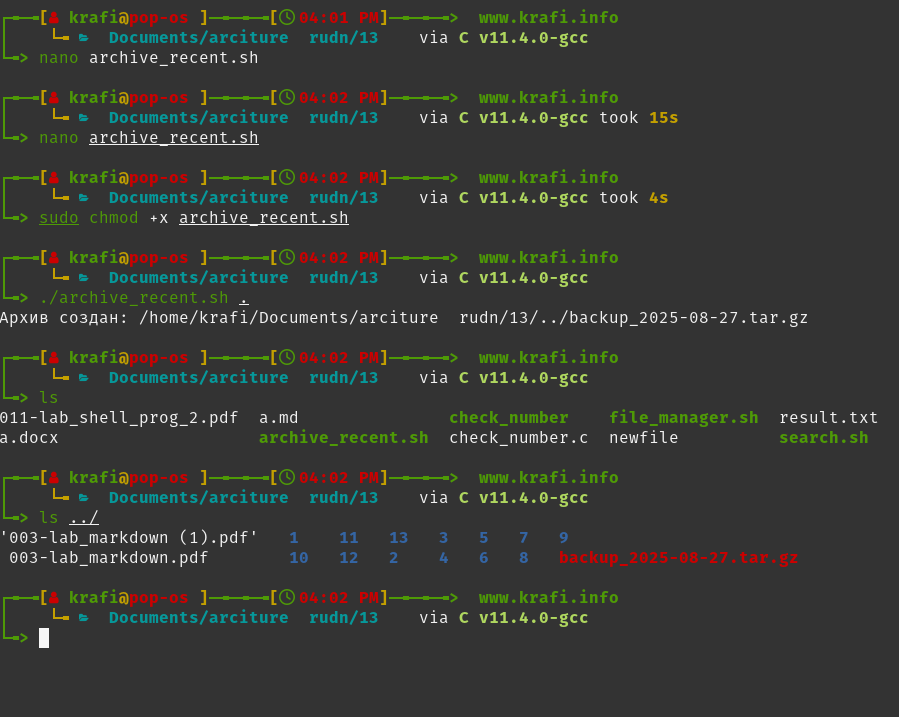 [ krafi@pop-os ][04:01 PM]> www.krafi.info
Documents/arciture rudn/13 via C v11.4.0-gcc
> nano archive_recent.sh
[ krafi@pop-os ][04:02 PM]> www.krafi.info
Documents/arciture rudn/13 via C v11.4.0-gcc took 15s
> nano archive_recent.sh
[ krafi@pop-os ][04:02 PM]> www.krafi.info
Documents/arciture rudn/13 via C v11.4.0-gcc took 4s
> sudo chmod +x archive_recent.sh
[ krafi@pop-os ][04:02 PM]> www.krafi.info
Documents/arciture rudn/13 via C v11.4.0-gcc
> ./archive_recent.sh .
Архив создан: /home/krafi/Documents/arciture rudn/13/../backup_2025-08-27.tar.gz
[ krafi@pop-os ][04:02 PM]> www.krafi.info
Documents/arciture rudn/13 via C v11.4.0-gcc
> ls
011-lab_shell_prog_2.pdf a.md check_number file_manager.sh result.txt
a.docx archive_recent.sh check_number.c newfile search.sh
[ krafi@pop-os ][04:02 PM]> www.krafi.info
Documents/arciture rudn/13 via C v11.4.0-gcc
> ls ../
'003-lab_markdown (1).pdf' 1 11 13 3 5 7 9
003-lab_markdown.pdf 10 12 2 4 6 8 backup_2025-08-27.tar.gz
[ krafi@pop-os ][04:02 PM]> www.krafi.info
Documents/arciture rudn/13 via C v11.4.0-gcc
>